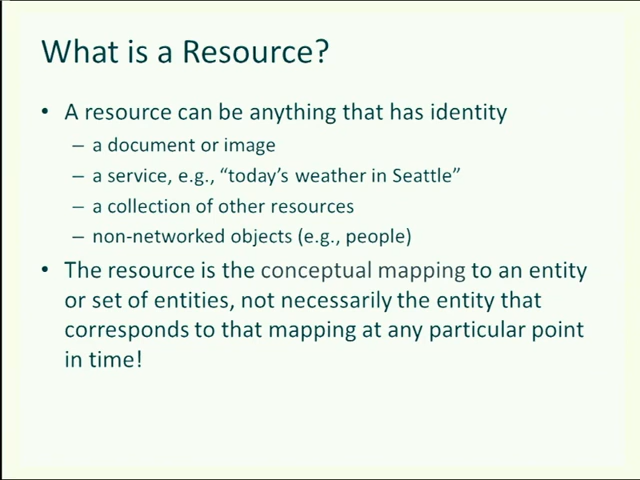 What is a Resource?
• A resource can be anything that has identity
– a document or image
– a service, e.g., “today’s weather in Seattle”
– a collection of other resources
– non-networked objects (e.g., people)
• The resource is the conceptual mapping to an entity
or set of entities, not necessarily the entity that
corresponds to that mapping at any particular point
in time!